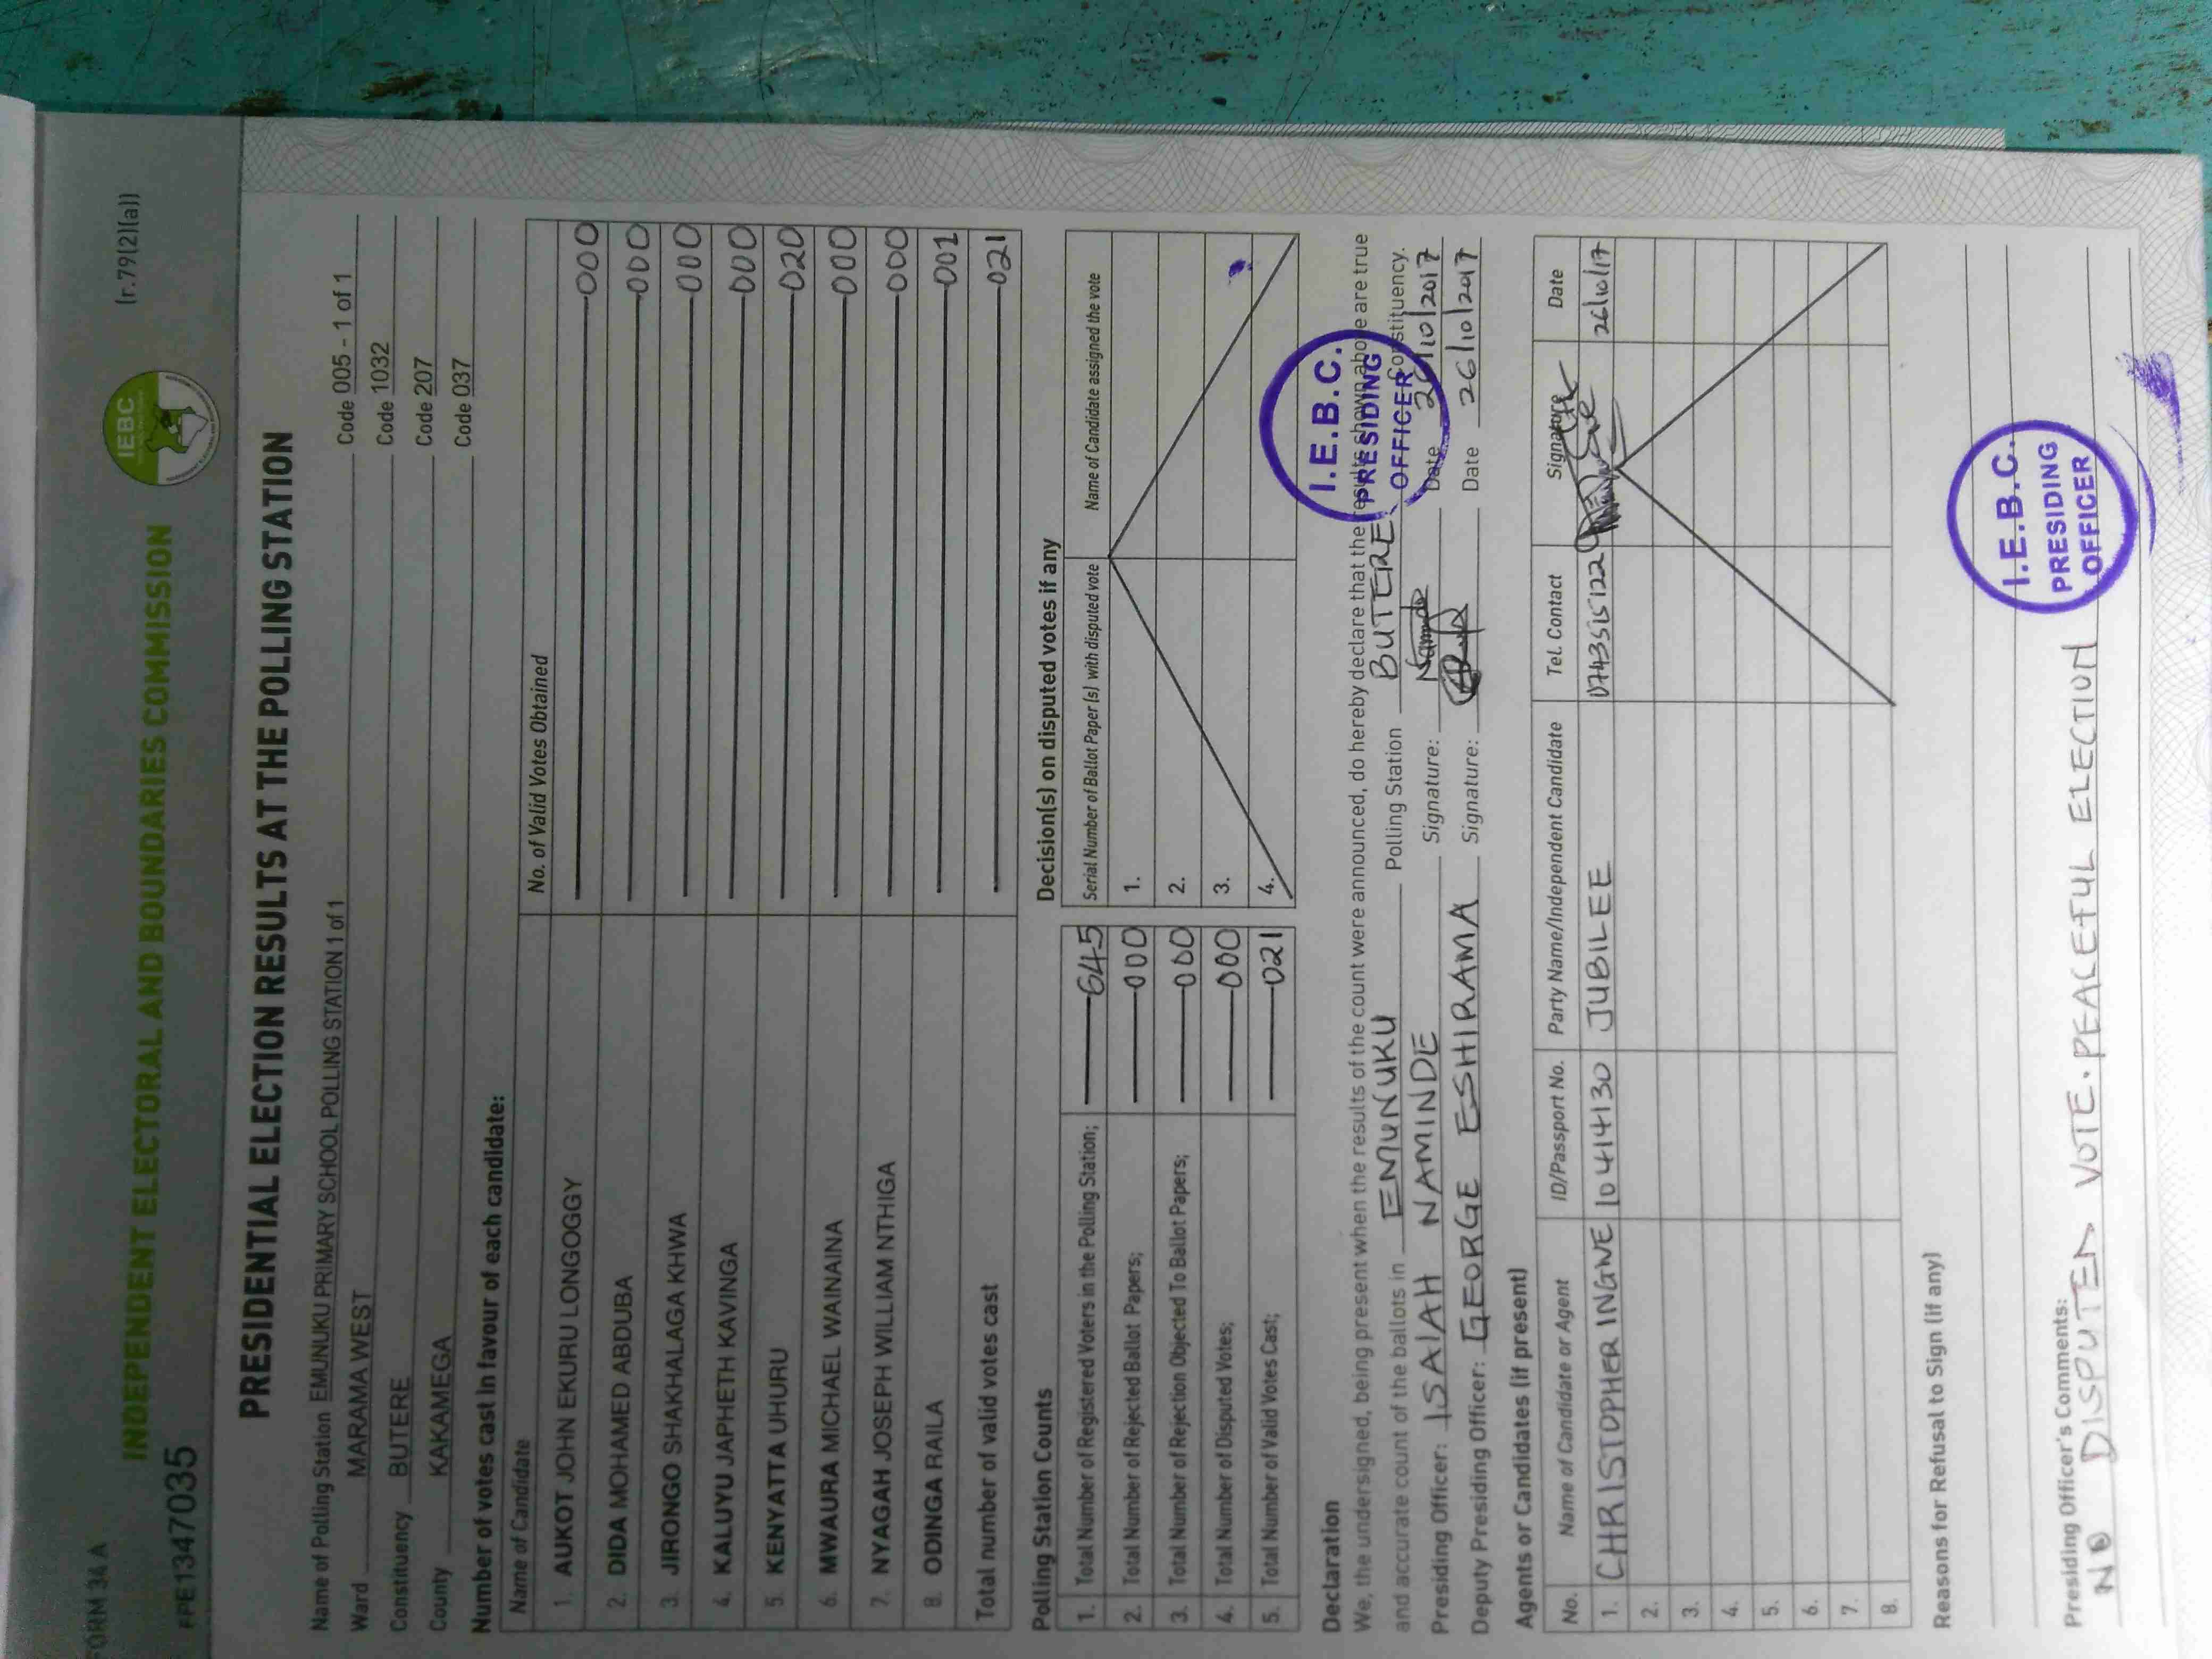 FORM 34 A
(r.79(2)(a))
IEBC
INDEPENDENT ELECTORAL AND BOUNDARIES COMMISSION
FPE1347035
PRESIDENTIAL ELECTION RESULTS AT THE POLLING STATION
Name of Polling Station EMUNUKU PRIMARY SCHOOL POLLING STATION 1 of 1 Code 005 - 1 of 1
Ward MARAMA WEST Code 1032
Constituency BUTERE Code 207
County KAKAMEGA Code 037
Number of votes cast in favour of each candidate:
Name of Candidate No. of Valid Votes Obtained
1. AUKOT JOHN EKURU LONGOGGY 000
2. DIDA MOHAMED ABDUBA 000
3. JIRONGO SHAKHALAGA KHWA 000
4. KALUYU JAPHETH KAVINGA 000
5. KENYATTA UHURU 020
6. MWAURA MICHAEL WAINAINA 000
7. NYAGAH JOSEPH WILLIAM NTHIGA 000
8. ODINGA RAILA 001
Total number of valid votes cast 021
Polling Station Counts
1. Total Number of Registered Voters in the Polling Station; 645
2. Total Number of Rejected Ballot Papers; 000
3. Total Number of Rejection Objected To Ballot Papers; 000
4. Total Number of Disputed Votes; 000
5. Total Number of Valid Votes Cast; 021
Decision(s) on disputed votes if any
Serial Number of Ballot Paper (s) with disputed vote Name of Candidate assigned the vote
1.
2.
3.
4.
Declaration
We, the undersigned, being present when the results of the count were announced, do hereby declare that the results shown above are true
and accurate count of the ballots in EMUNUKU Polling Station BUTERE Constituency.
Presiding Officer: ISAIAH NAMINDE Signature: Date 26/10/2017
Deputy Presiding Officer: GEORGE ESHIRAMA Signature: Date 26/10/2017
I.E.B.C.
PRESIDING
OFFICER
Agents or Candidates (if present)
No. Name of Candidate or Agent ID/Passport No. Party Name/Independent Candidate Tel. Contact Signature Date
1. CHRISTOPHER INGWE 10414130 JUBILEE 0743515122 26/10/17
2.
3.
4.
5.
6.
7.
8.
Reasons for Refusal to Sign (if any)
Presiding Officer's Comments:
NO DISPUTEN VOTE. PEACEFUL ELECTION
I.E.B.C.
PRESIDING
OFFICER